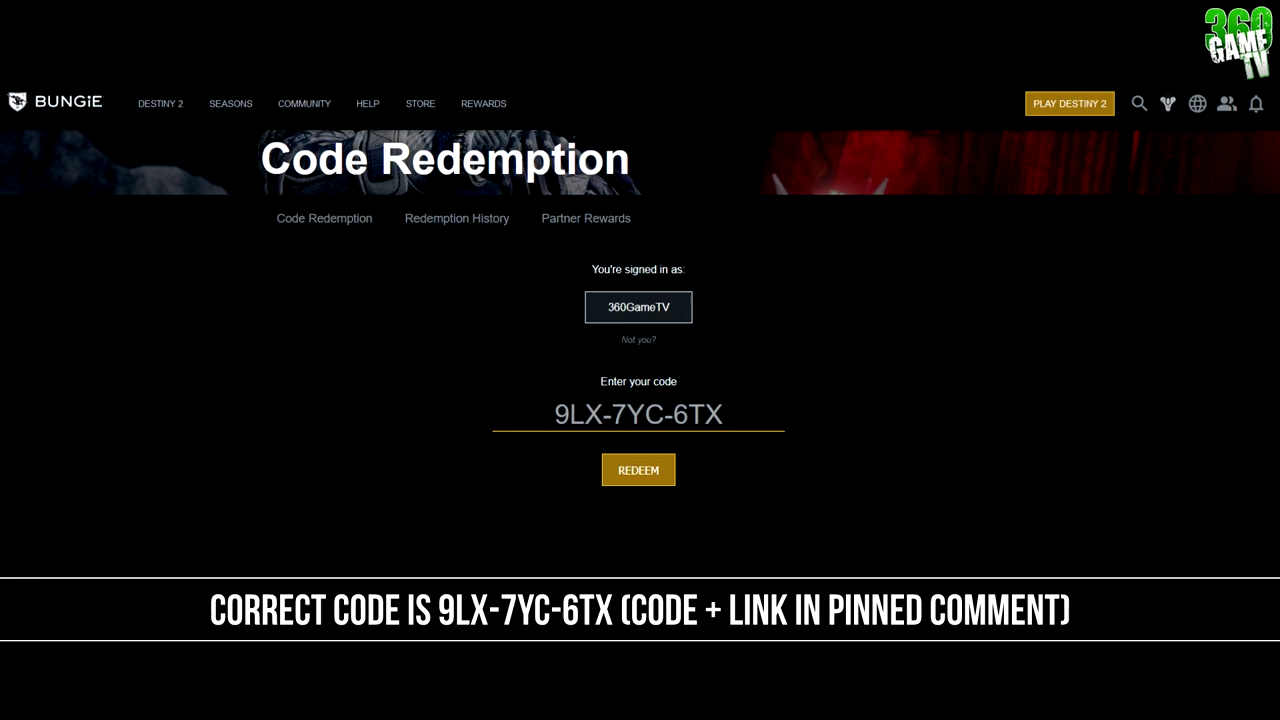 360
GAME
TV
BUNGiE
DESTINY 2 SEASONS COMMUNITY HELP STORE REWARDS PLAY DESTINY 2
Code Redemption
Code Redemption Redemption History Partner Rewards
You're signed in as:
360GameTV
Not you?
Enter your code
9LX-7YC-6TX
REDEEM
CORRECT CODE IS 9LX-7YC-6TX (CODE + LINK IN PINNED COMMENT)